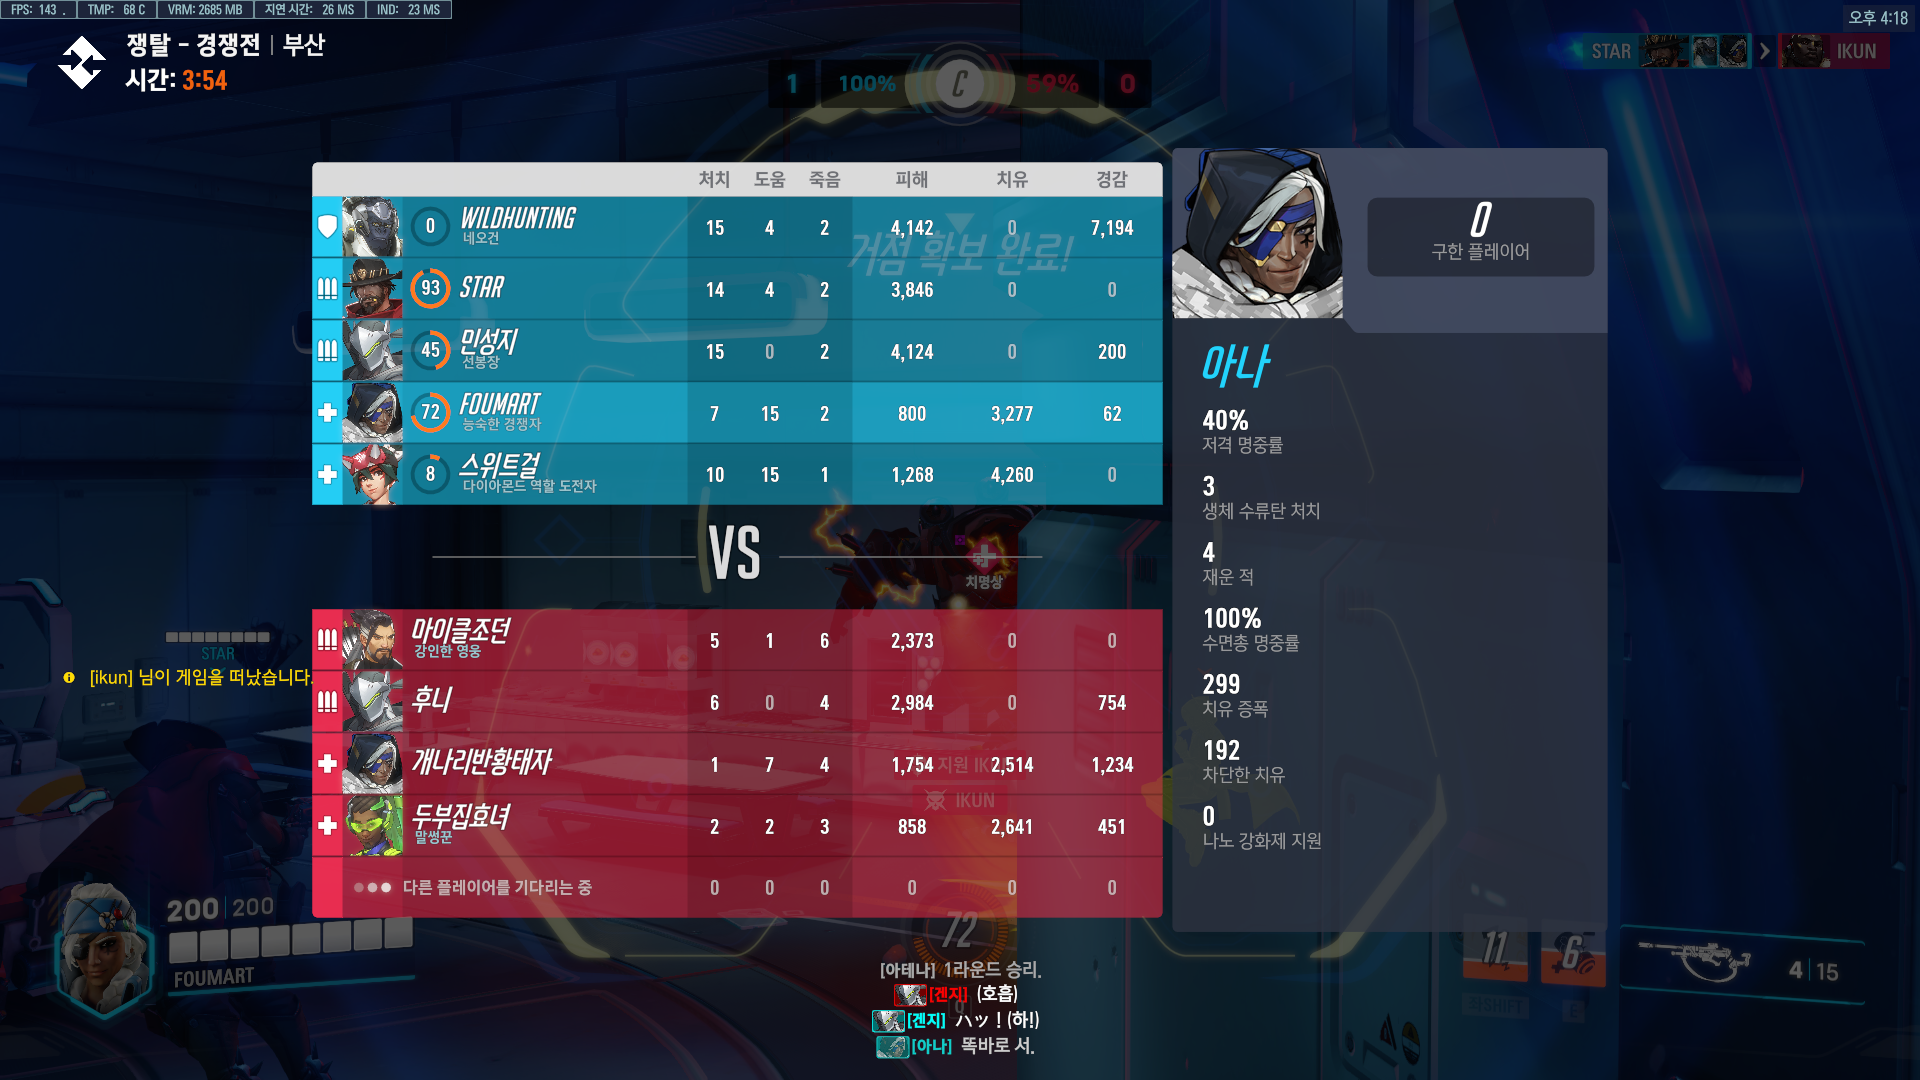 FPS: 143 . TMP: 68 C VRM: 2685 MB 지연 시간: 26 MS IND: 23 MS
오후 4:18
쟁탈 - 경쟁전 | 부산
시간: 3:54
1 100% C 59% 0
STAR IKUN
처치 도움 죽음 피해 치유 경감
0 WILDHUNTING 15 4 2 4,142 0 7,194
네오건
거점 확보 완료!
93 STAR 14 4 2 3,846 0 0
45 민성지 15 0 2 4,124 0 200
선봉장
72 FOUMART 7 15 2 800 3,277 62
능숙한 경쟁자
8 스위트걸 10 15 1 1,268 4,260 0
다이아몬드 역할 도전자
VS
치명상
마이클조던 5 1 6 2,373 0 0
강인한 영웅
후니 6 0 4 2,984 0 754
개나리반황태자 1 7 4 1,754 2,514 1,234
지원 IK
IKUN
두부집효녀 2 2 3 858 2,641 451
말썽꾼
다른 플레이어를 기다리는 중 0 0 0 0 0 0
0
구한 플레이어
아나
40%
저격 명중률
3
생체 수류탄 처치
4
재운 적
100%
수면총 명중률
299
치유 증폭
192
차단한 치유
0
나노 강화제 지원
STAR
[ikun] 님이 게임을 떠났습니다.
200 | 200
FOUMART
72
Q
[아테나] 1라운드 승리.
[겐지] (호흡)
[겐지] ハッ！(하!)
[아나] 똑바로 서.
11 6
좌SHIFT E
4 | 15